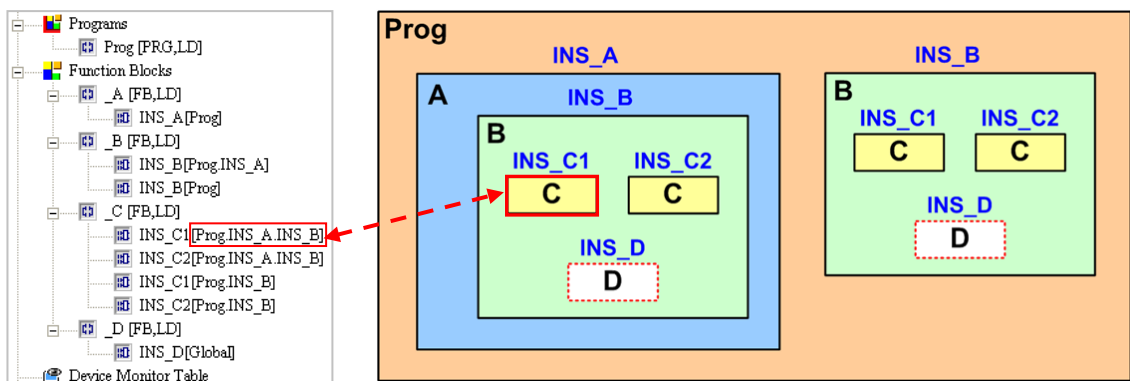 Programs
Prog [PRG,LD]
Function Blocks
_A [FB,LD]
INS_A[Prog]
_B [FB,LD]
INS_B[Prog.INS_A]
INS_B[Prog]
_C [FB,LD]
INS_C1[Prog.INS_A.INS_B]
INS_C2[Prog.INS_A.INS_B]
INS_C1[Prog.INS_B]
INS_C2[Prog.INS_B]
_D [FB,LD]
INS_D[Global]
Device Monitor Table
Prog
INS_A
A
INS_B
B
INS_C1 INS_C2
C C
INS_D
D
INS_B
B
INS_C1 INS_C2
C C
INS_D
D